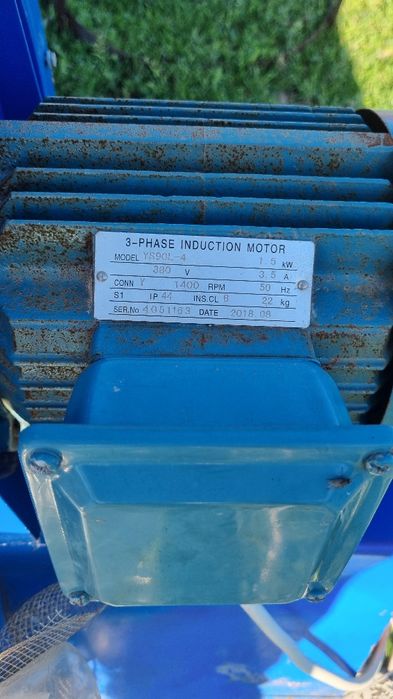 3-PHASE INDUCTION MOTOR
MODEL YS90L-4 1.5 kW
380 V 3.5 A
CONN Y 1400 RPM 50 Hz
S1 IP 44 INS.CL B 22 kg
SER.No 4051163 DATE 2018.08